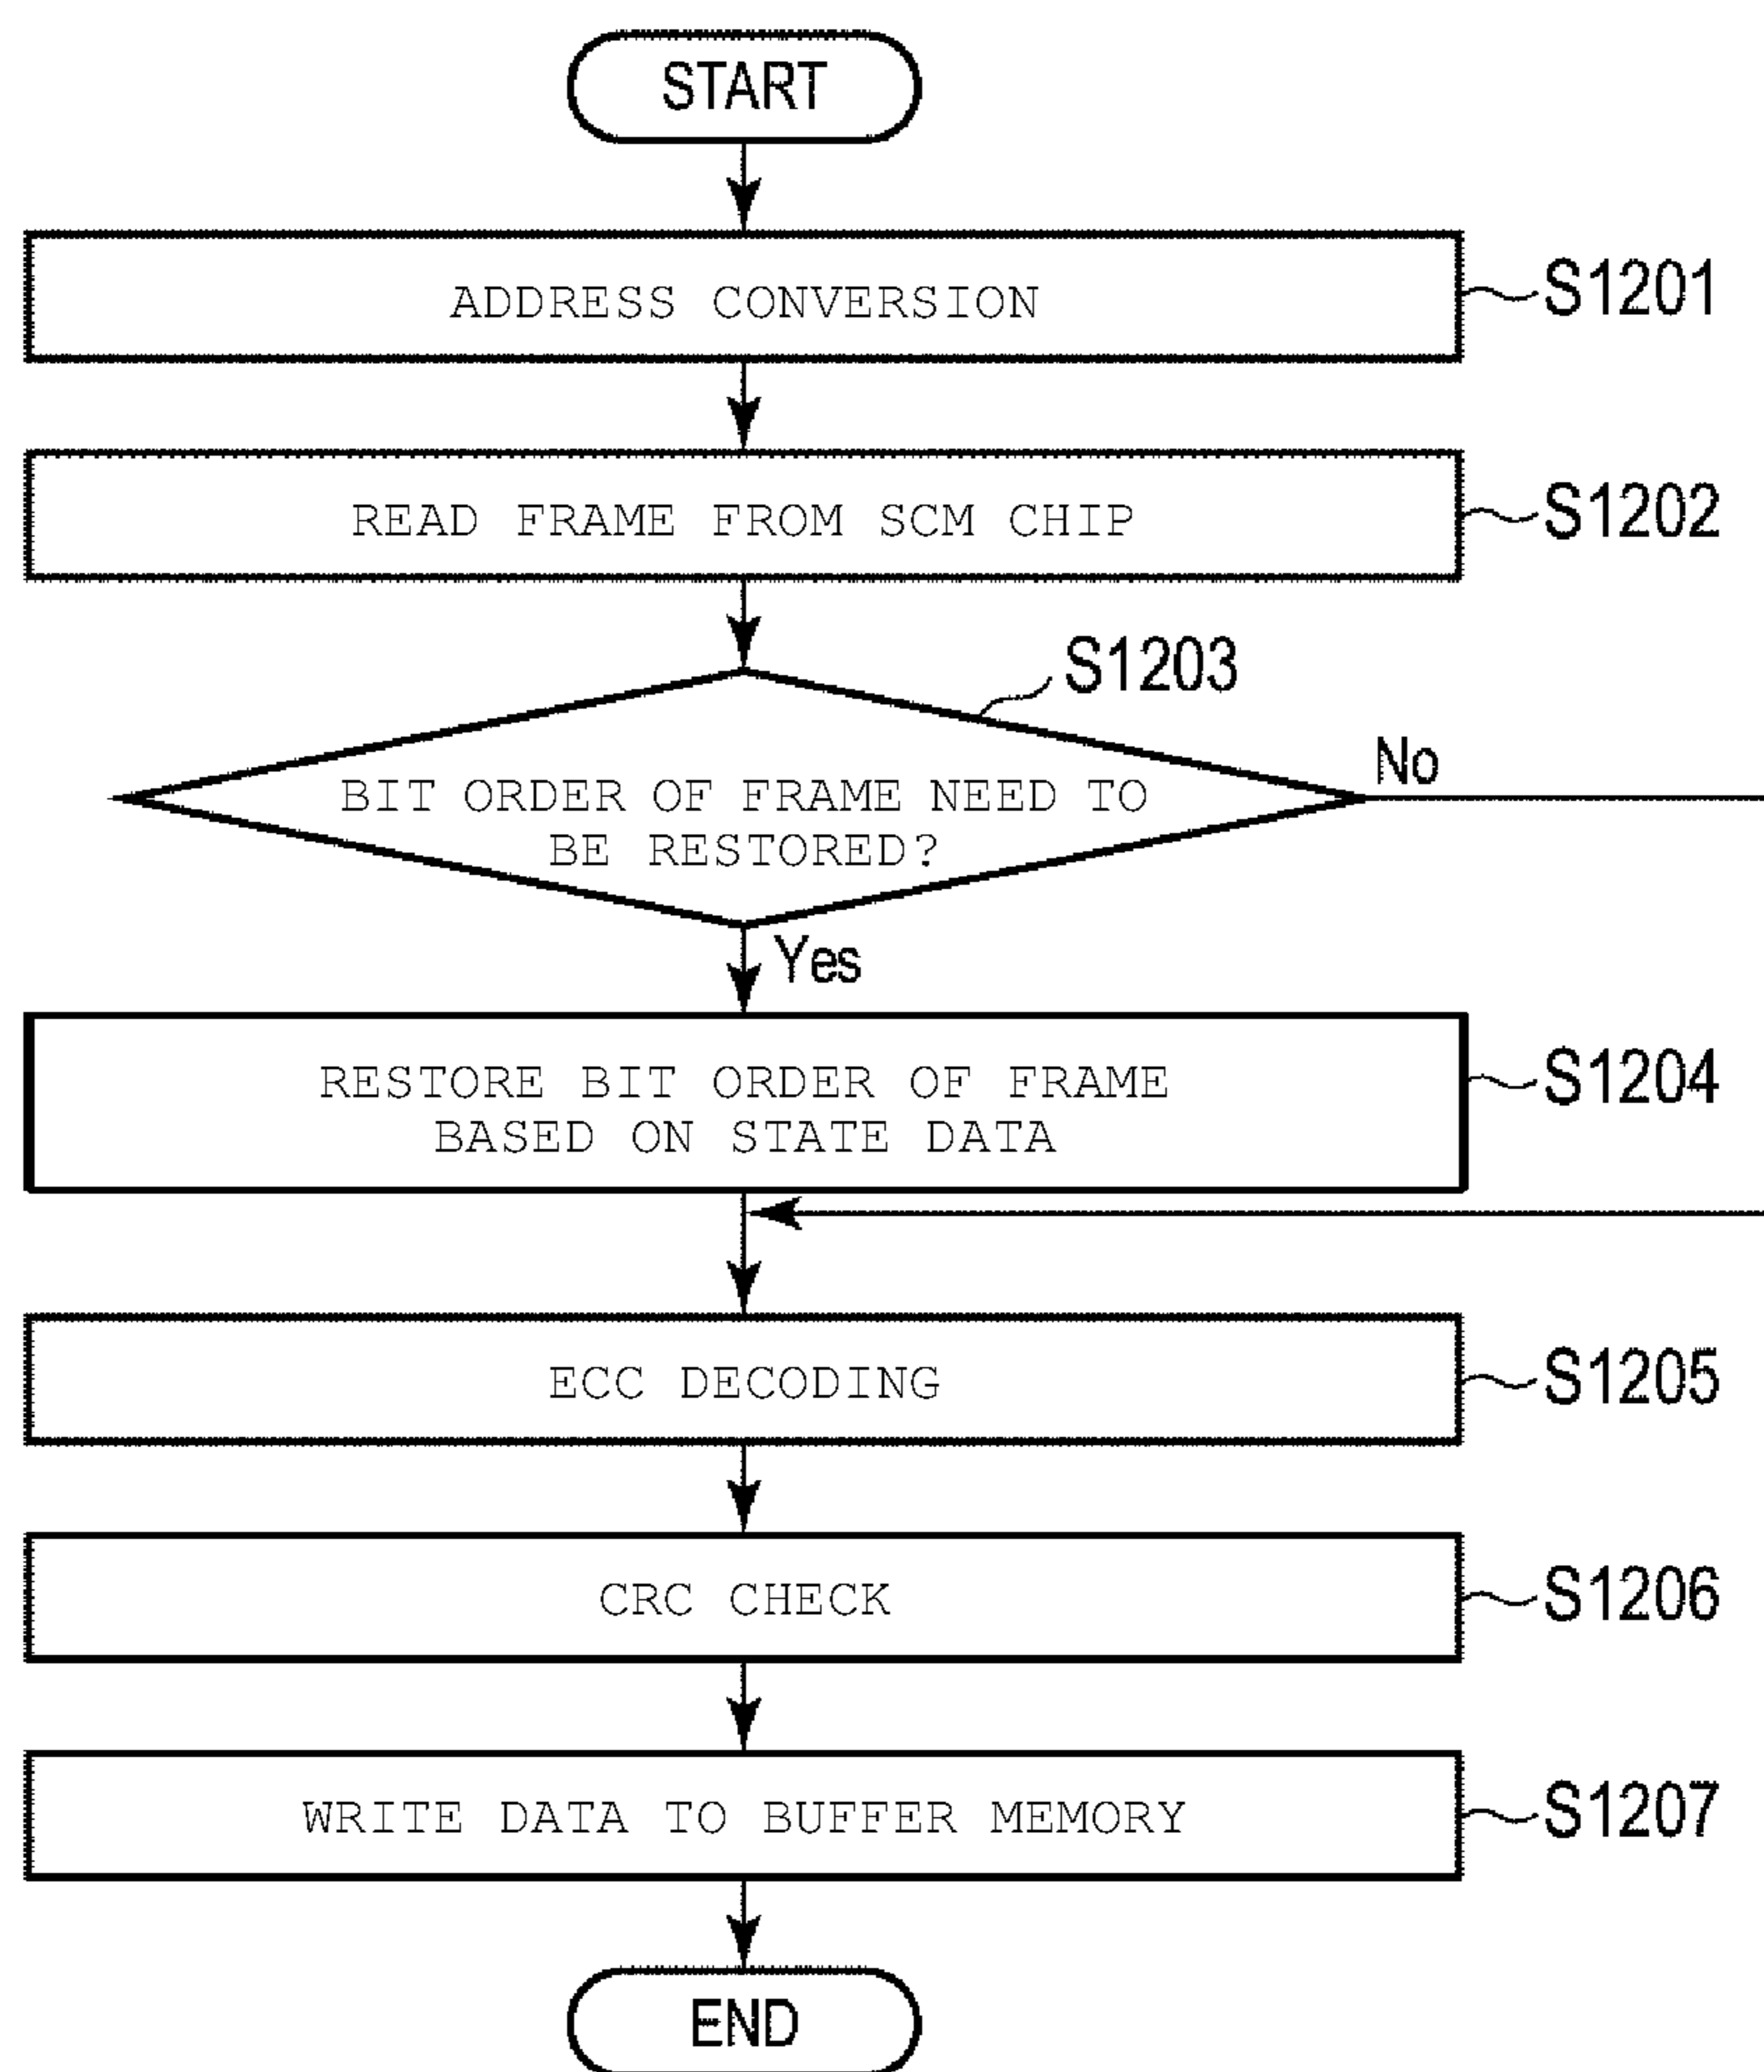 START
ADDRESS CONVERSION
S1201
READ FRAME FROM SCM CHIP
S1202
S1203
No
BIT ORDER OF FRAME NEED TO
BE RESTORED?
Yes
RESTORE BIT ORDER OF FRAME
BASED ON STATE DATA
S1204
ECC DECODING
S1205
CRC CHECK
S1206
WRITE DATA TO BUFFER MEMORY
S1207
END